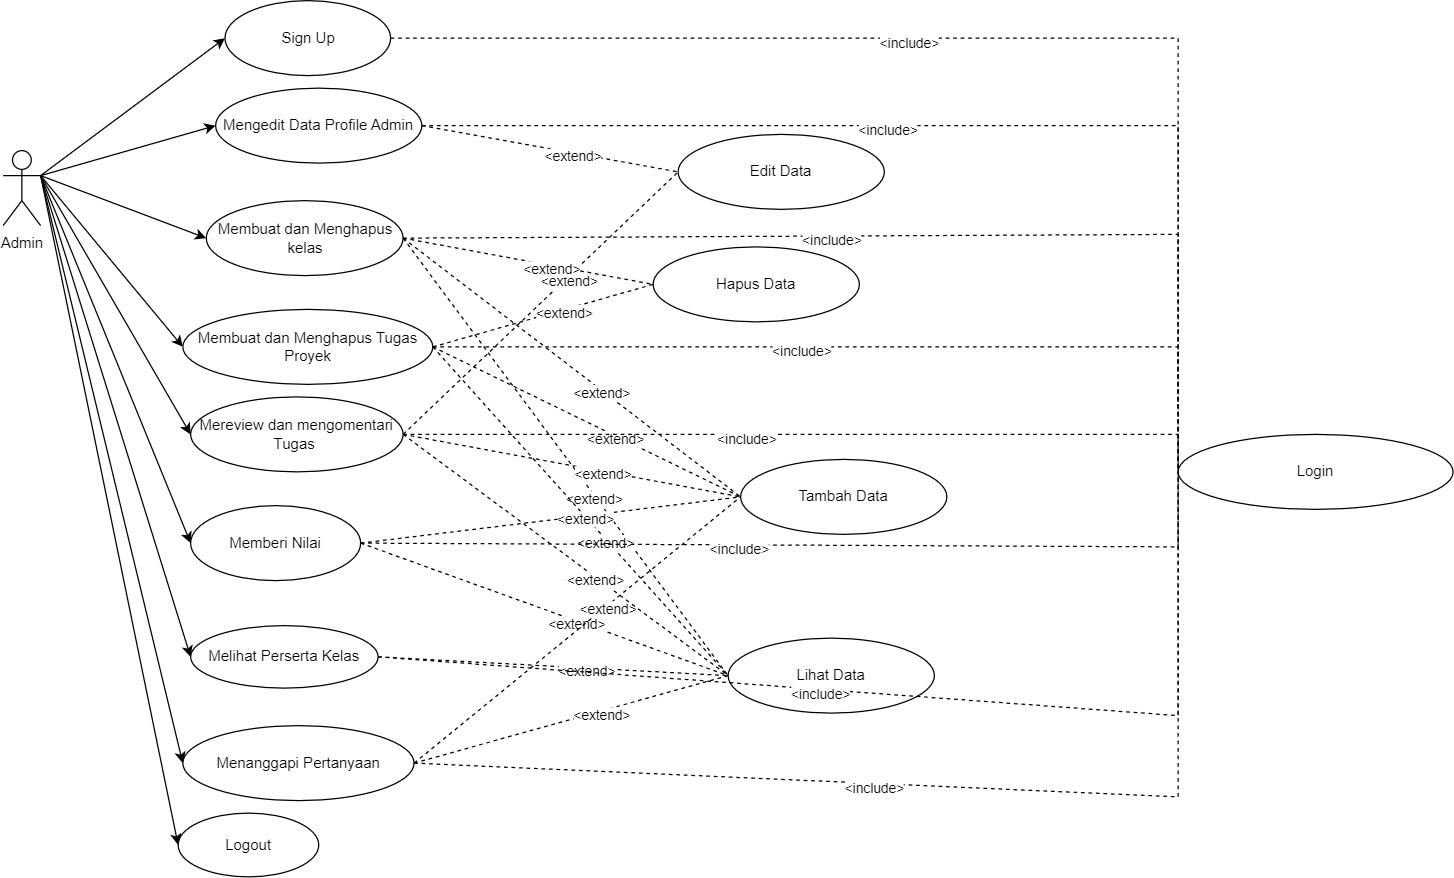 Sign Up
<include>
Mengedit Data Profile Admin
<include>
<extend>
Edit Data
Admin
Membuat dan Menghapus
kelas
<include>
<extend>
<extend>
Hapus Data
<extend>
Membuat dan Menghapus Tugas
Proyek
<include>
<extend>
Mereview dan mengomentari
Tugas
<extend>
<include>
Login
<extend>
Tambah Data
<extend>
<extend>
Memberi Nilai
<extend>
<include>
<extend>
<extend>
<extend>
Melihat Perserta Kelas
<extend>
Lihat Data
<include>
<extend>
Menanggapi Pertanyaan
<include>
Logout